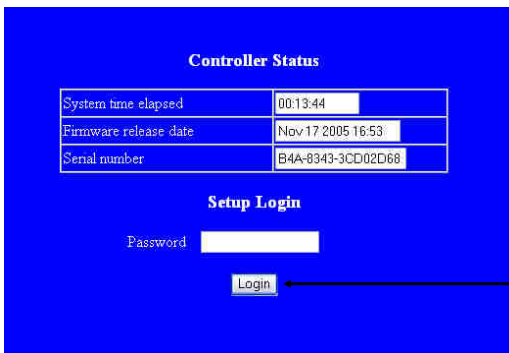 Controller Status
System time elapsed 00:13:44
Firmware release date Nov 17 2005 16:53
Serial number B4A-8343-3CD02D68
Setup Login
Password
Login